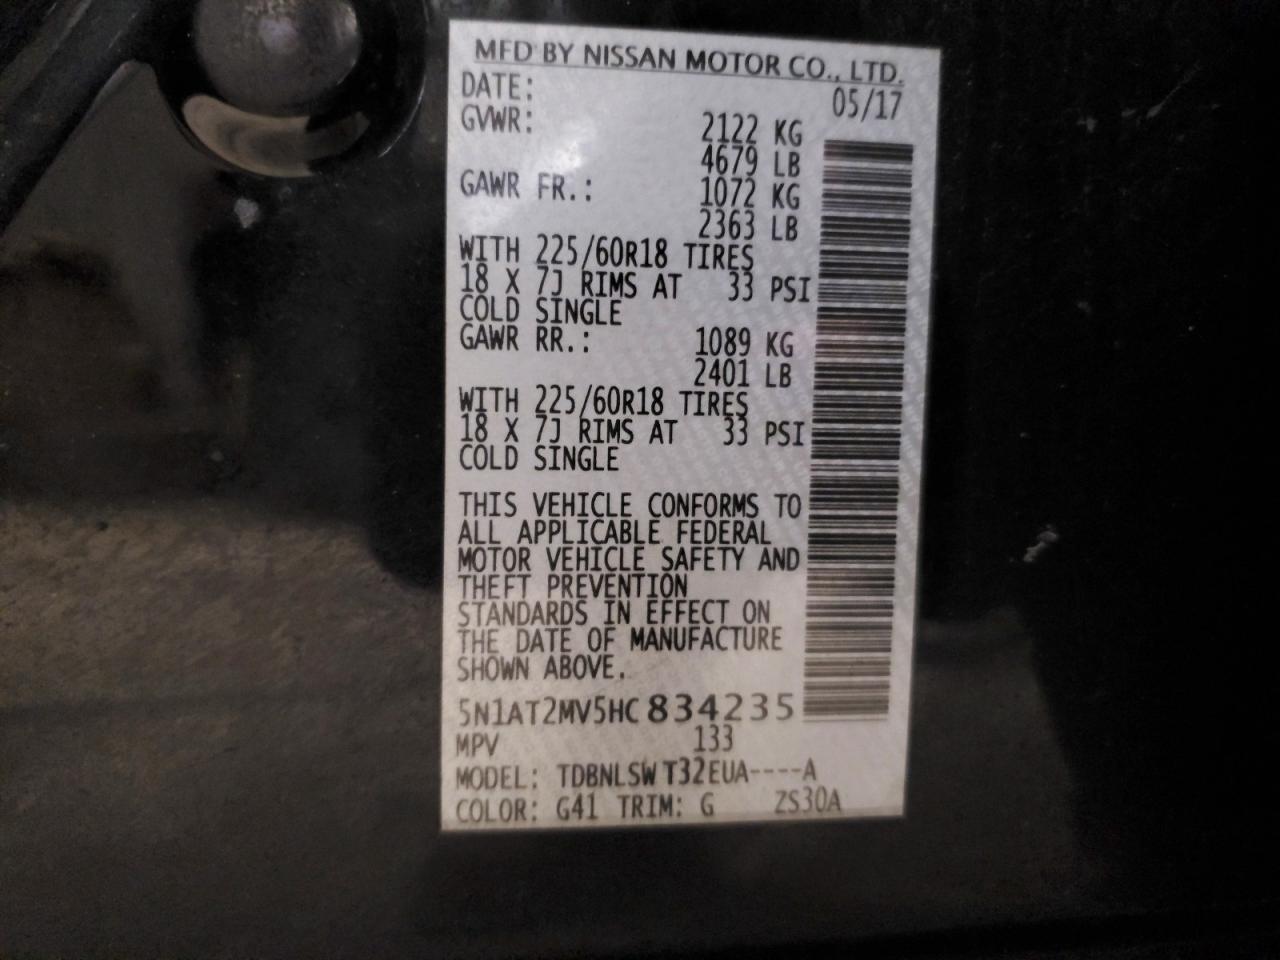 MFD BY NISSAN MOTOR CO., LTD.
DATE: 05/17
GVWR: 2122 KG
4679 LB
GAWR FR.: 1072 KG
2363 LB
WITH 225/60R18 TIRES
18 X 7J RIMS AT 33 PSI
COLD SINGLE
GAWR RR.: 1089 KG
2401 LB
WITH 225/60R18 TIRES
18 X 7J RIMS AT 33 PSI
COLD SINGLE
THIS VEHICLE CONFORMS TO
ALL APPLICABLE FEDERAL
MOTOR VEHICLE SAFETY AND
THEFT PREVENTION
STANDARDS IN EFFECT ON
THE DATE OF MANUFACTURE
SHOWN ABOVE.
5N1AT2MV5HC834235
MPV 133
MODEL: TDBNLSW T32EUA----A
COLOR: G41 TRIM: G ZS30A